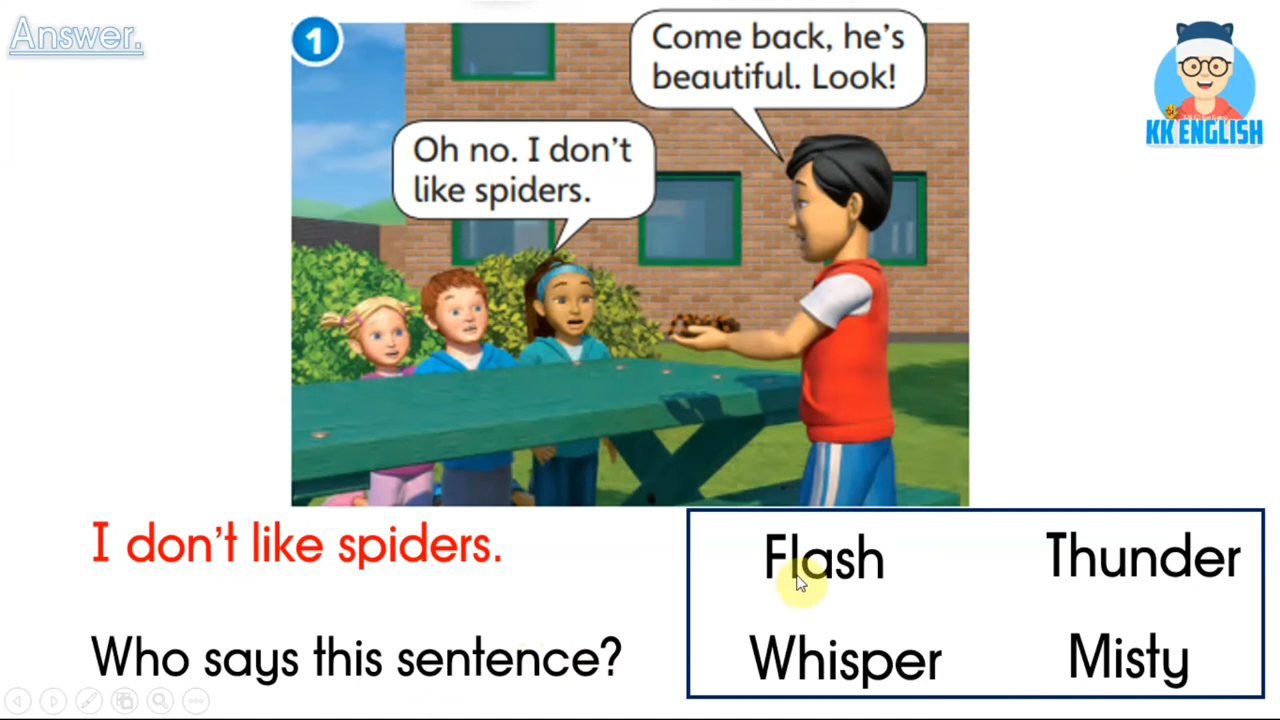 Answer.
1
Come back, he's
beautiful. Look!
Oh no. I don't
like spiders.
KK ENGLISH
I don't like spiders.
Who says this sentence?
Flash
Thunder
Whisper
Misty